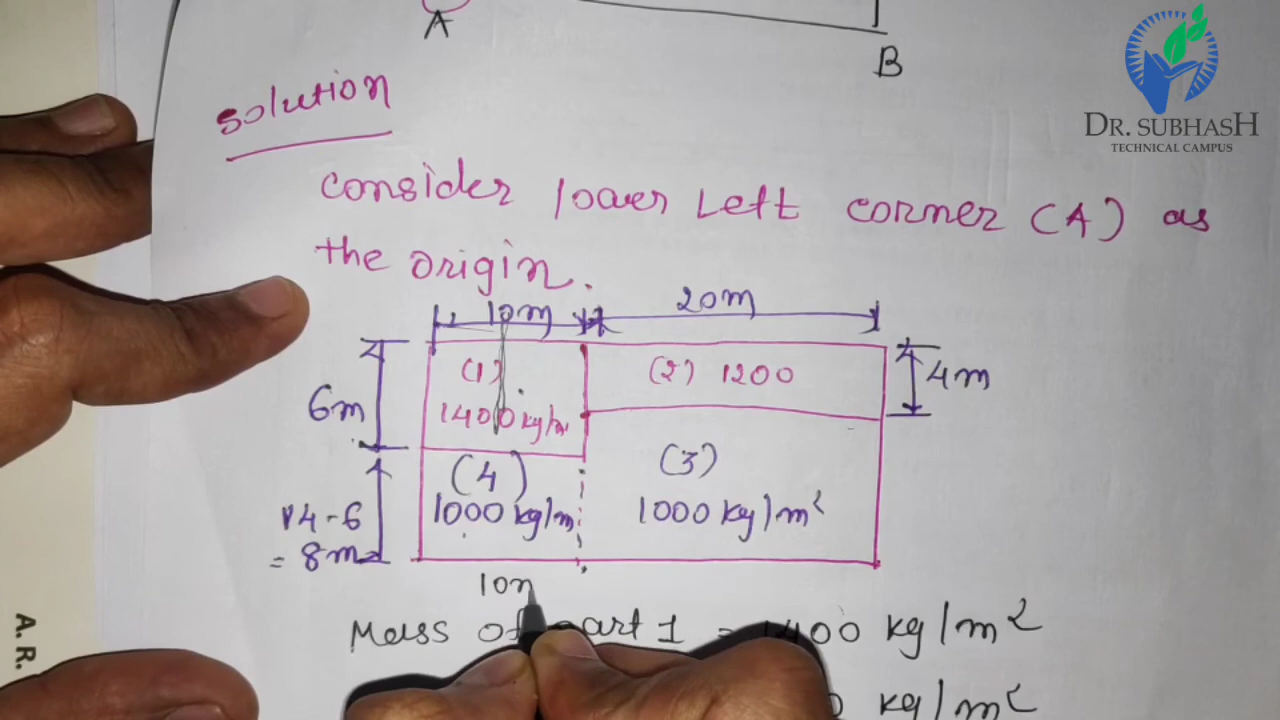 A
B
DR. SUBHASH
TECHNICAL CAMPUS
Solution
Consider lower Left corner (A) as
the origin.
10m 20m
(1) (2) 1200 4m
6m 1400 kg/m
(4) (3)
14-6 1000 kg/m 1000 kg/m²
= 8m
10m
Mass of part 1 = 1400 kg/m²
kg/m²
A. R.